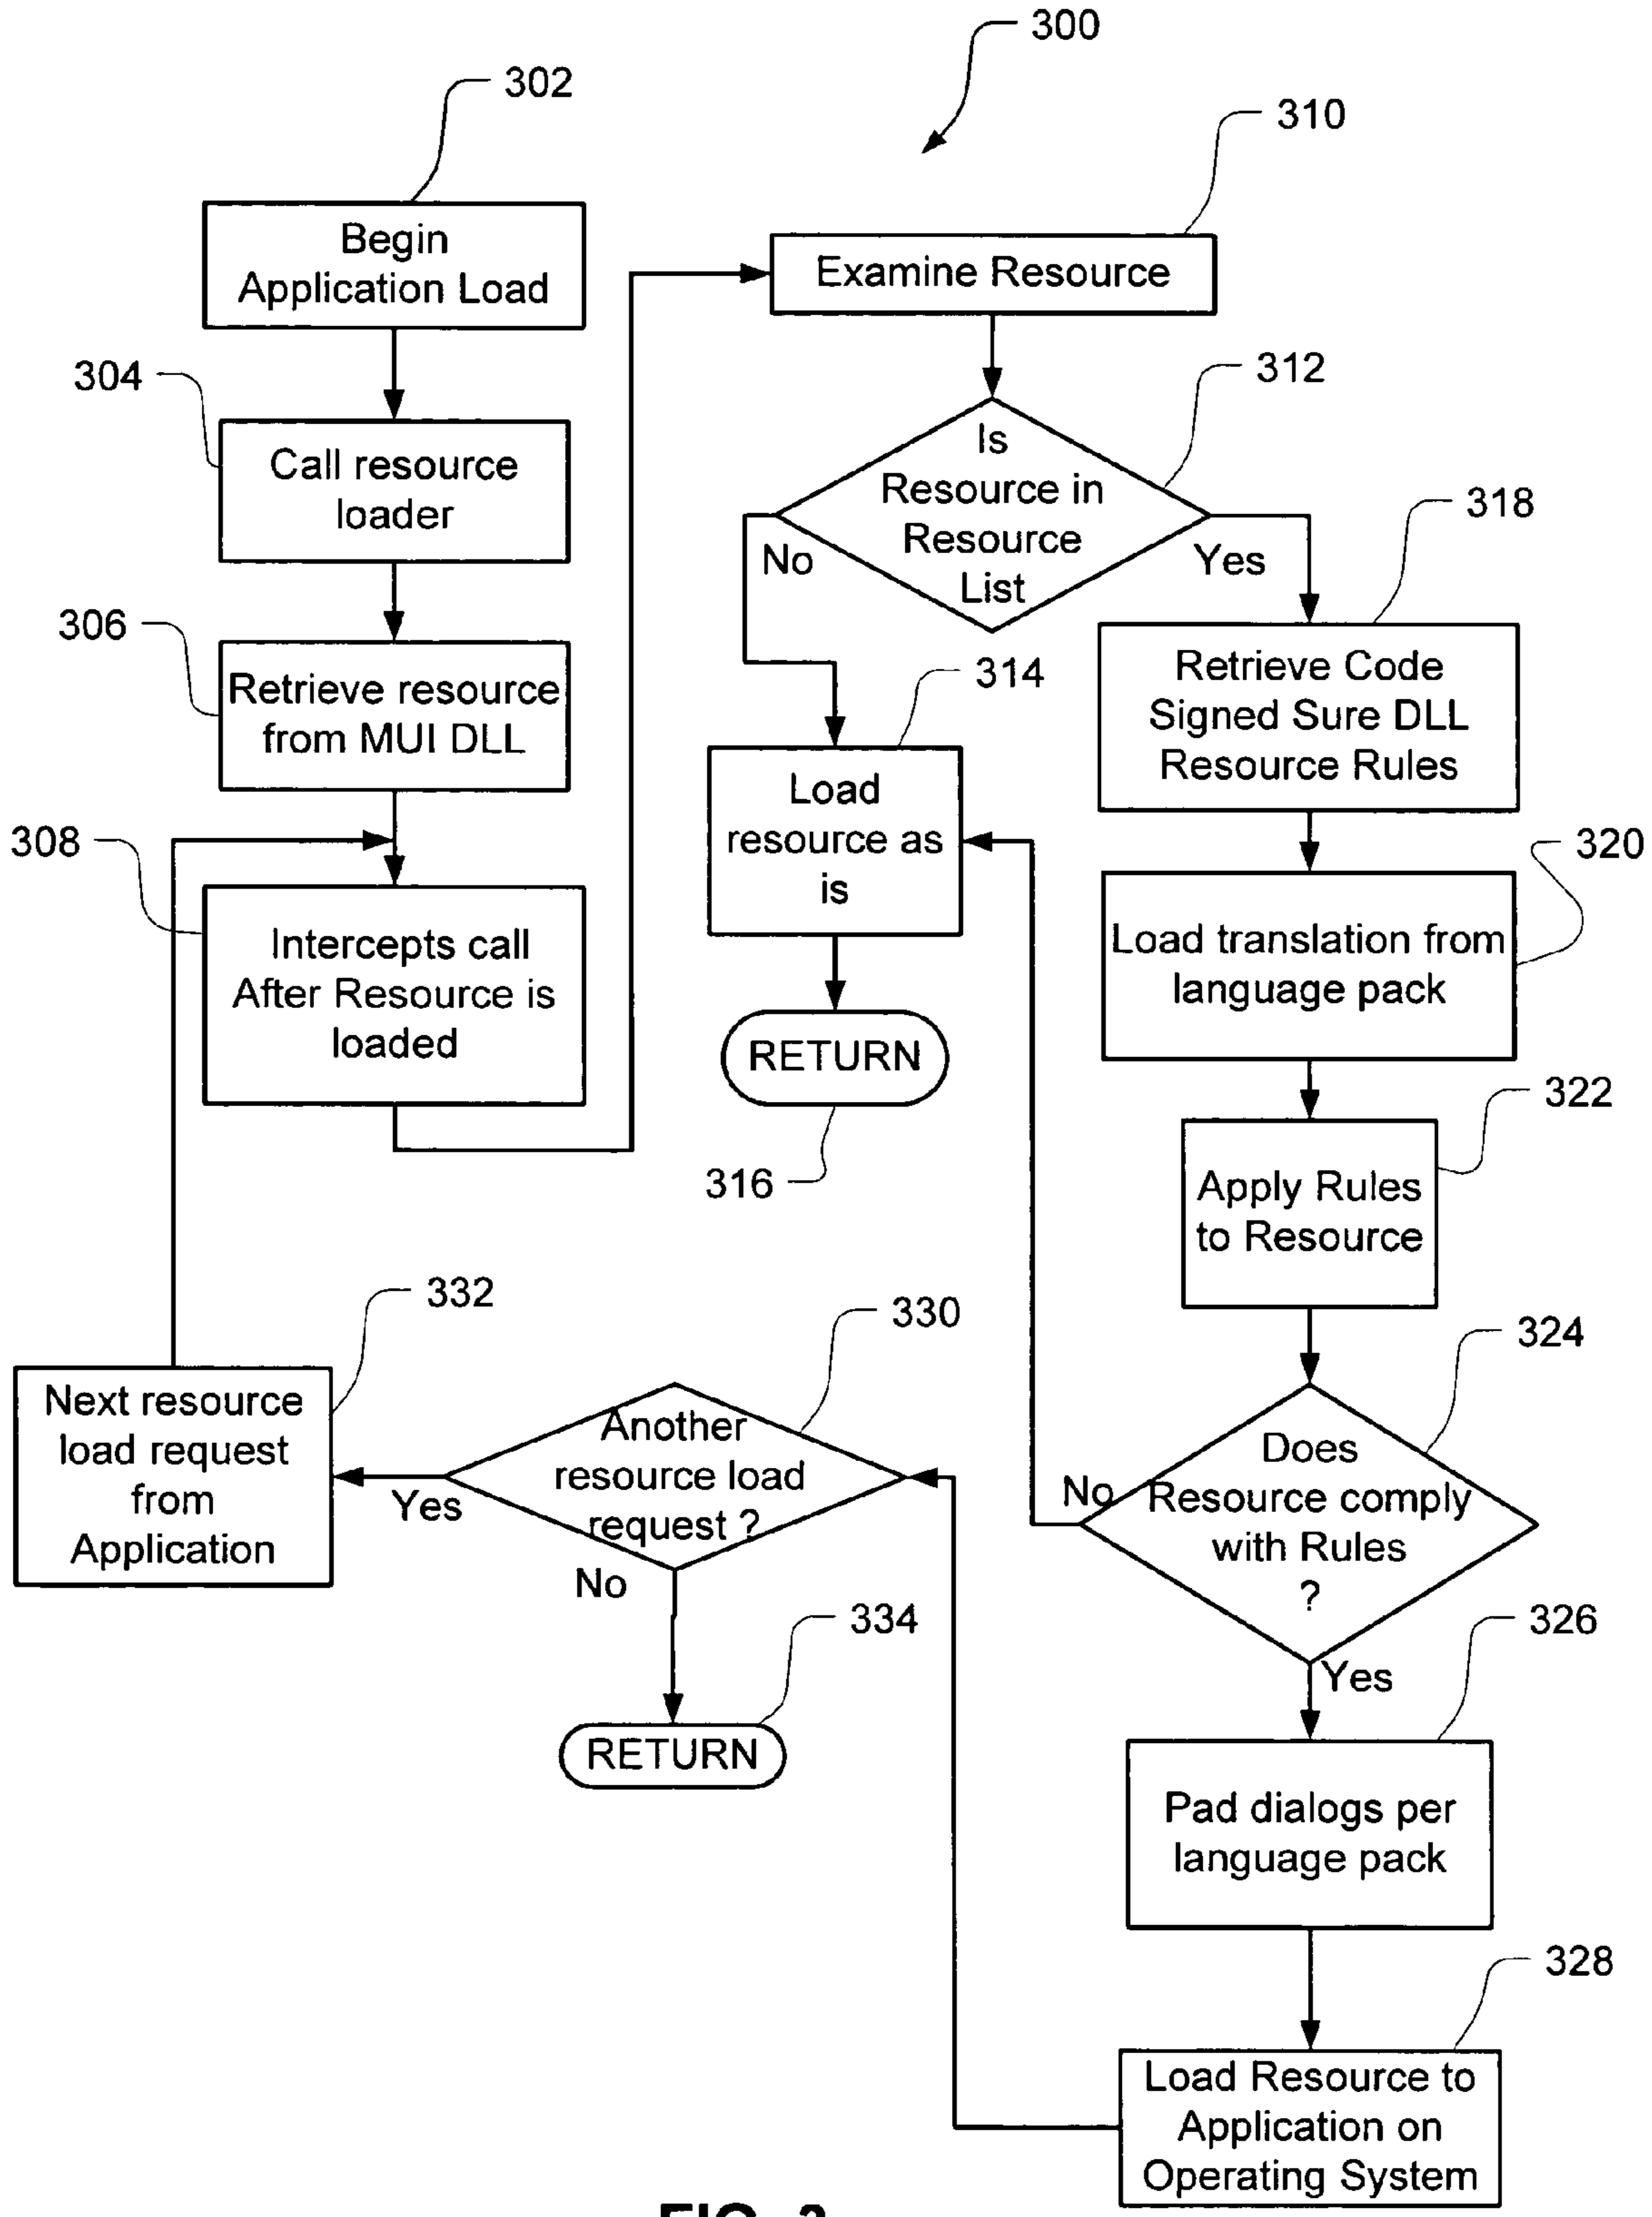 300
302
Begin
Application Load
304
Call resource
loader
306
Retrieve resource
from MUI DLL
308
Intercepts call
After Resource is
loaded
310
Examine Resource
312
Is
Resource in
Resource
List
No
Yes
314
Load
resource as
is
RETURN
316
318
Retrieve Code
Signed Sure DLL
Resource Rules
320
Load translation from
language pack
322
Apply Rules
to Resource
324
Does
Resource comply
with Rules
?
No
Yes
326
Pad dialogs per
language pack
328
Load Resource to
Application on
Operating System
330
Another
resource load
request ?
Yes
No
332
Next resource
load request
from
Application
334
RETURN
FIG. 3